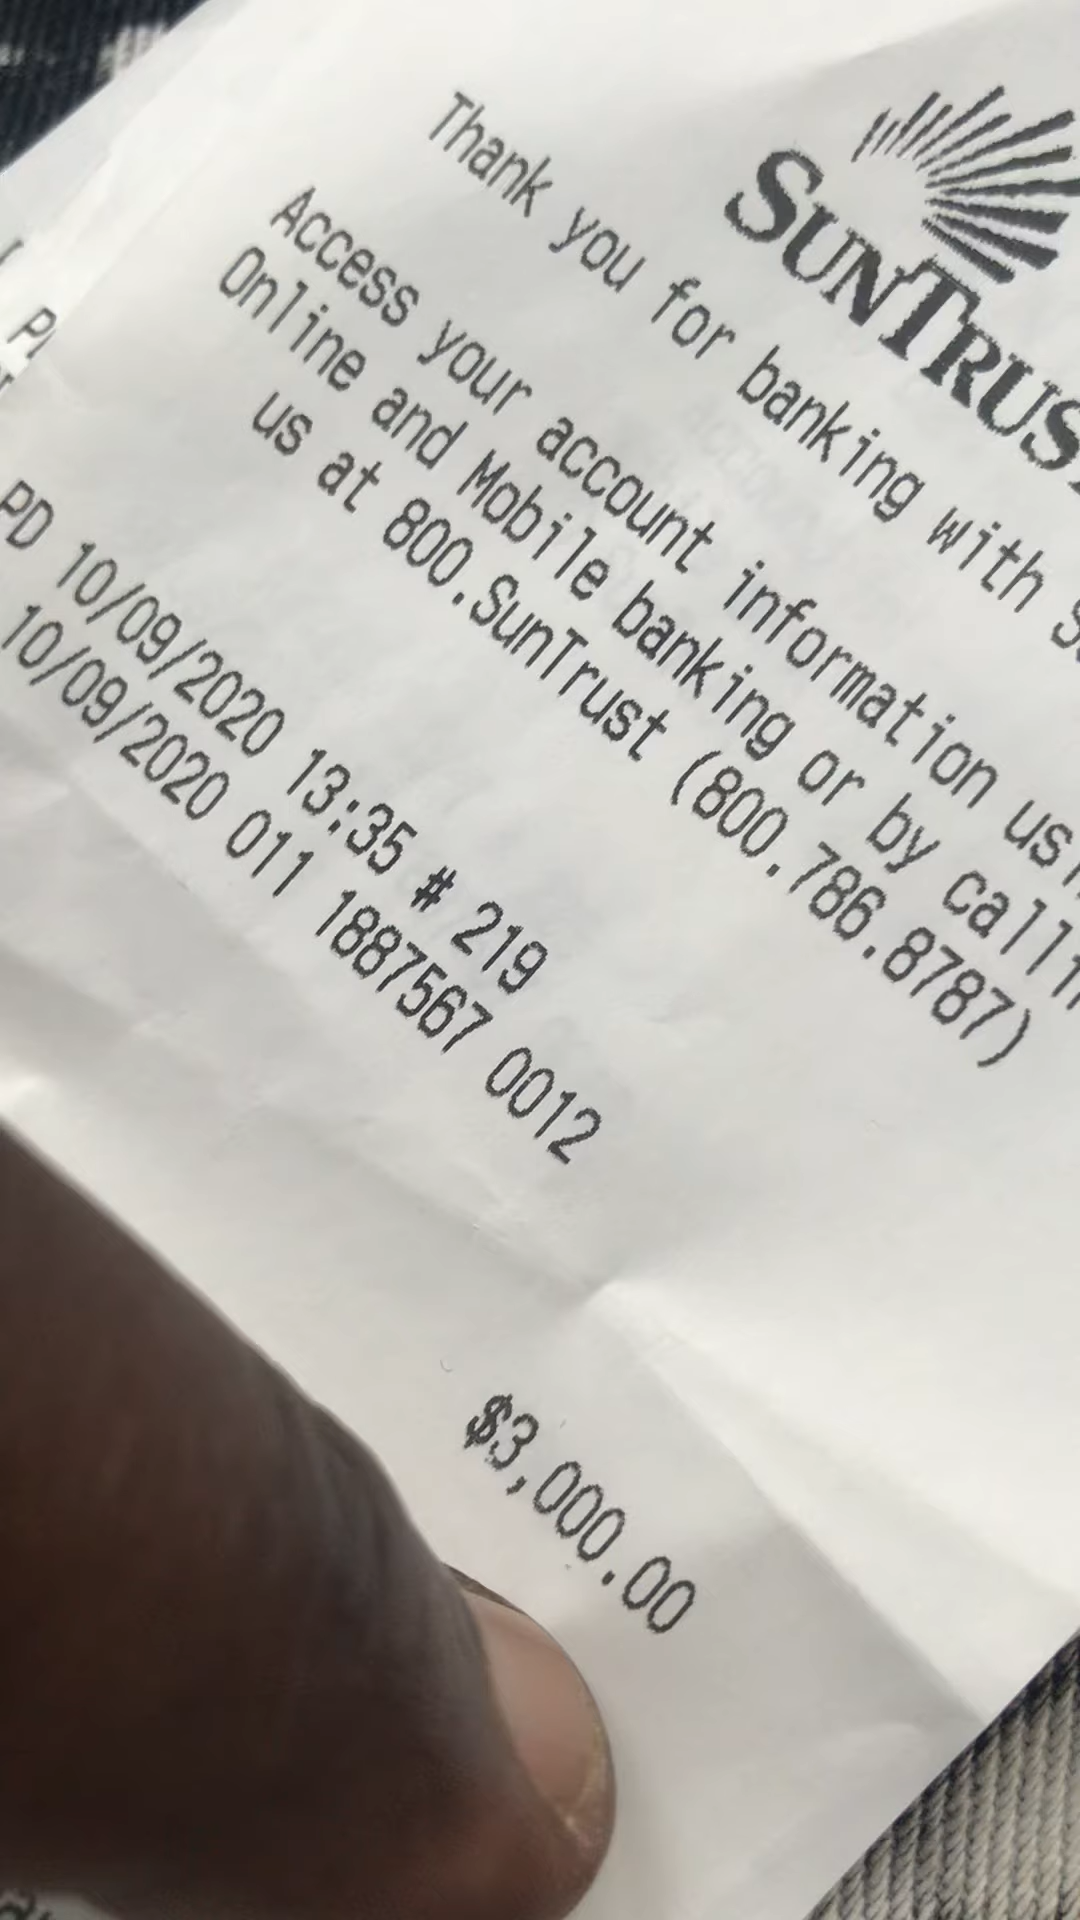 SUNTRUST
Thank you for banking with
Access your account information
Online and Mobile banking or by
us at 800.SunTrust (800.786.8787)
PD 10/09/2020 13:35 # 219
10/09/2020 011 1887567 0012
$3,000.00